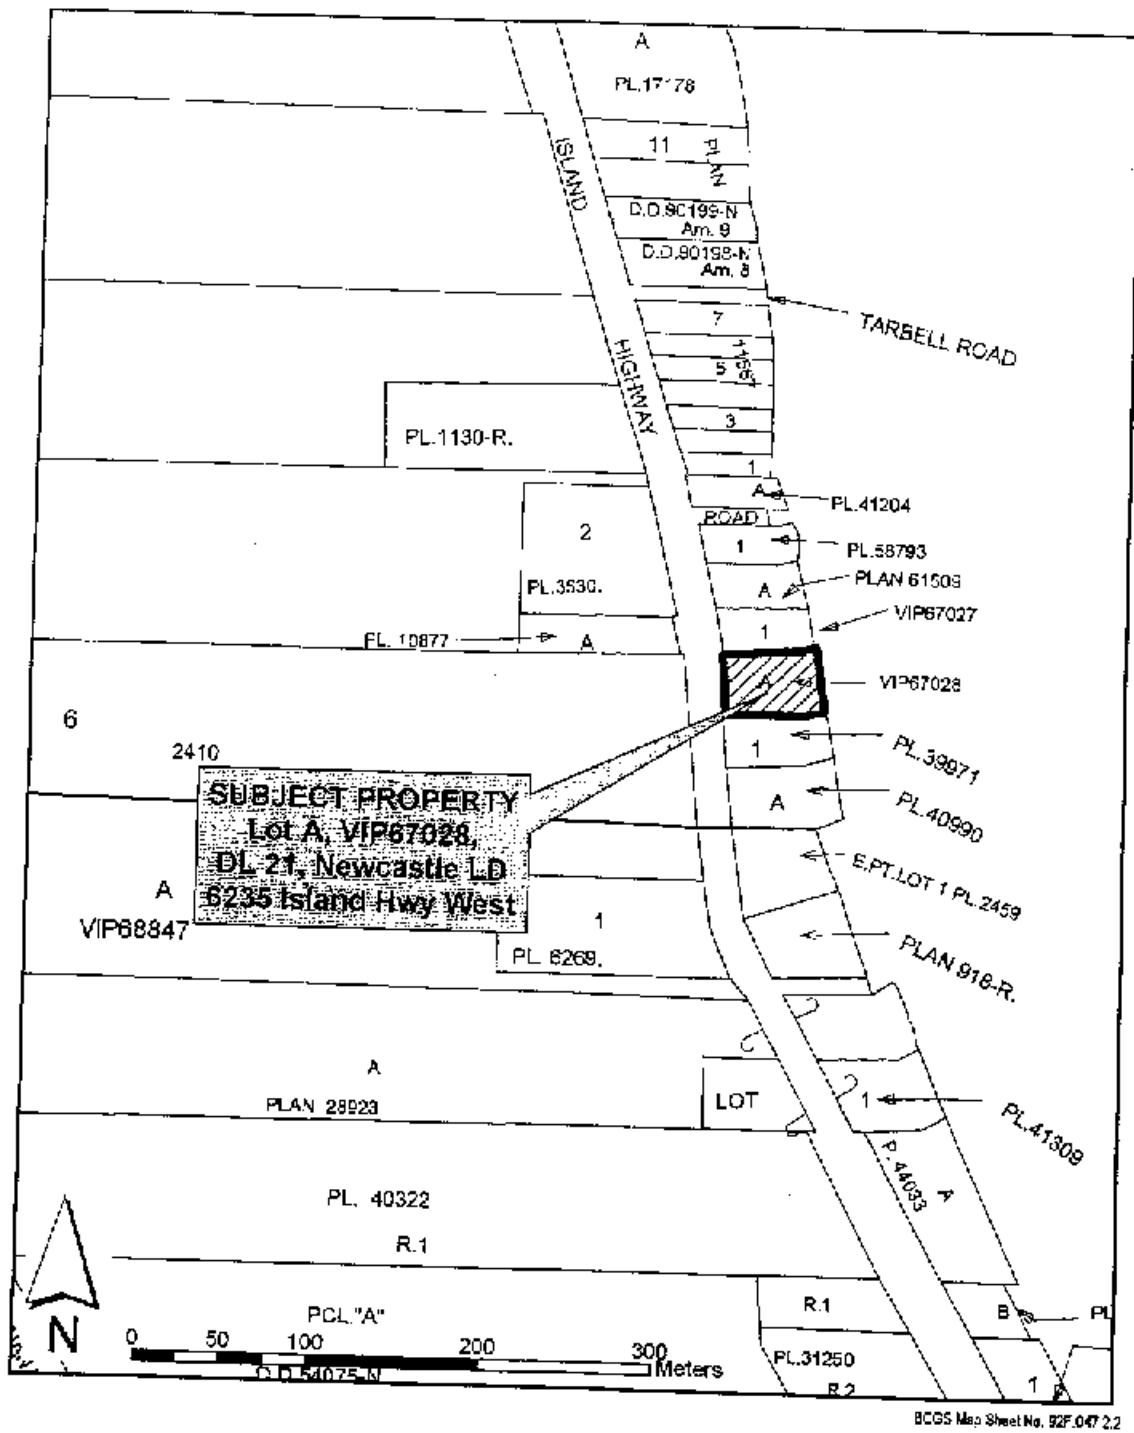 A
PL.17178
11
PLAN
ISLAND
D.D.90199-N
Am. 9
D.D.90198-N
Am. 8
7
TARBELL ROAD
1156
5
HIGHWAY
3
PL.1130-R.
1
A
PL.41204
ROAD
2
1
PL.58793
PL.3530.
A
PLAN 61509
VIP67027
PL. 10877
A
1
A
VIP67028
6
2410
1
PL.39971
SUBJECT PROPERTY
Lot A, VIP67028,
DL 21, Newcastle LD
6235 Island Hwy West
A
PL.40990
E.PT.LOT 1 PL.2459
A
VIP68847
1
PL. 6269.
PLAN 918-R.
A
PLAN 28923
LOT
1
PL.41309
P. 44033
A
PL. 40322
R.1
R.1
B
PL
PCL."A"
N
0 50 100 200 300
Meters
D.D.54075-N
PL.31250
R.2
1
BCGS Map Sheet No. 92F.047 2.2